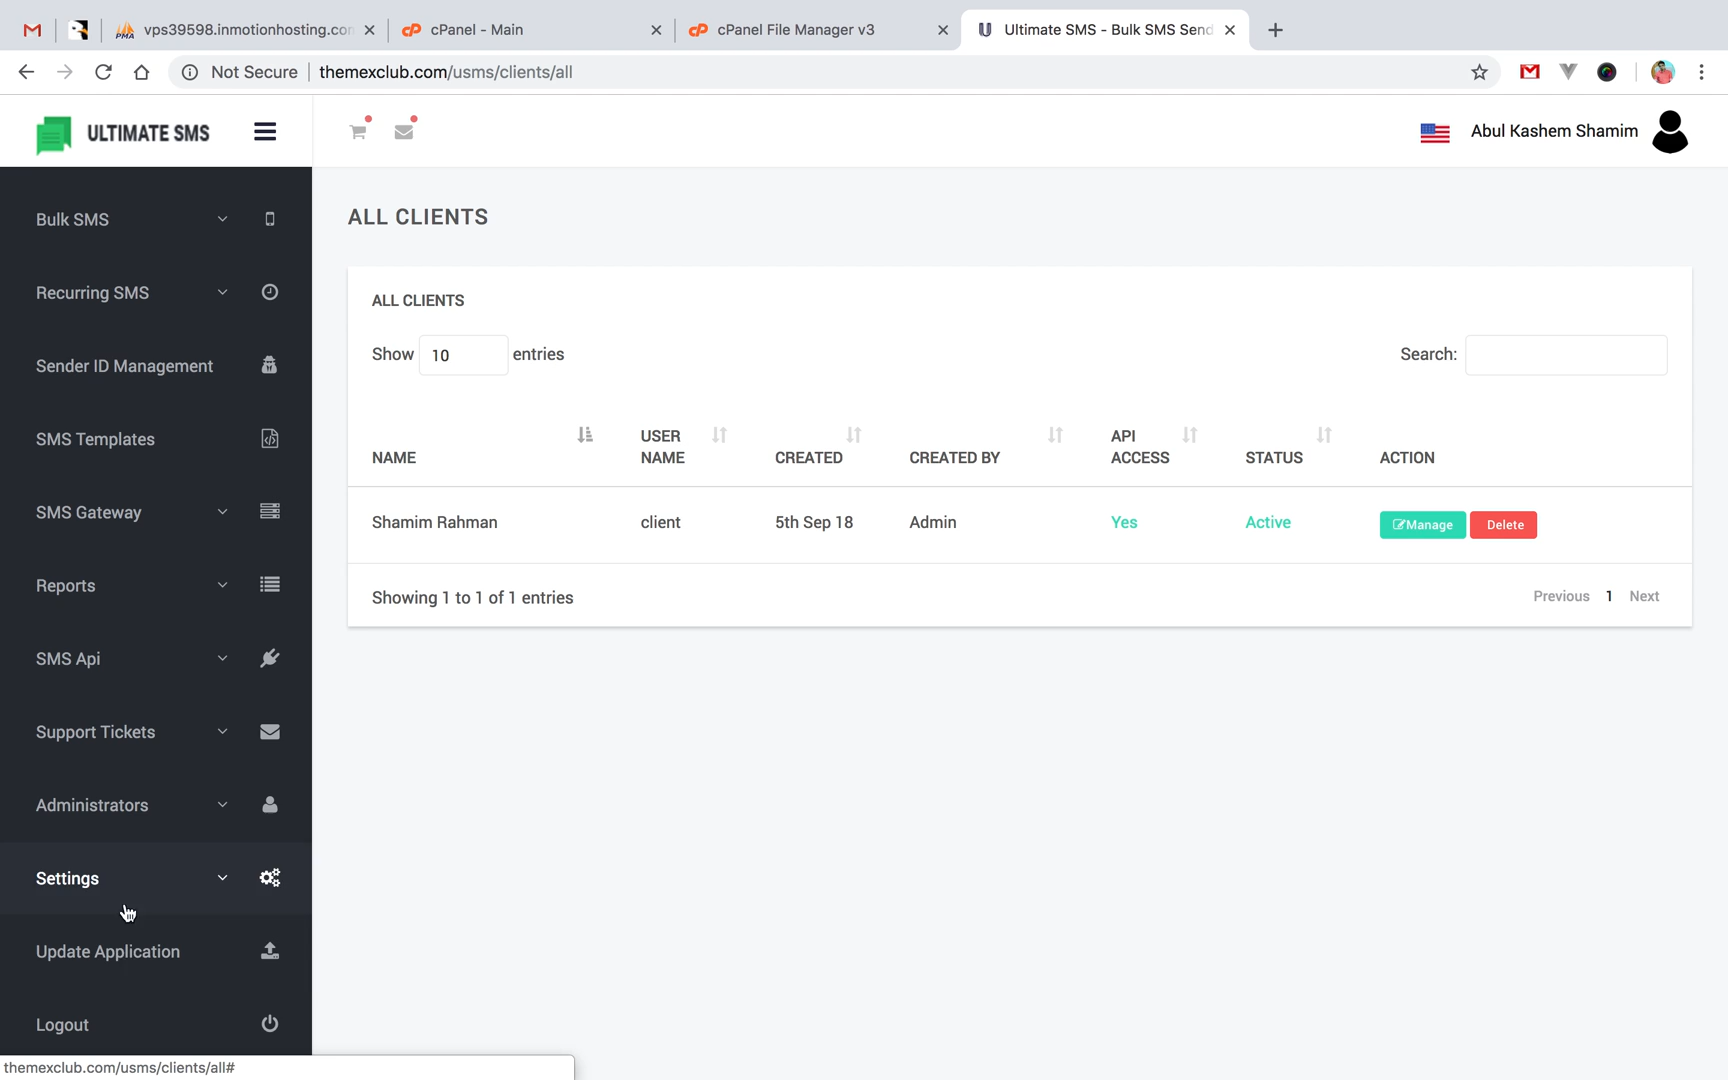 vps39598.inmotionhosting.con
cPanel - Main
cPanel File Manager v3
Ultimate SMS - Bulk SMS Send
Not Secure
themexclub.com/usms/clients/all
ULTIMATE SMS
Abul Kashem Shamim
Bulk SMS
Recurring SMS
Sender ID Management
SMS Templates
SMS Gateway
Reports
SMS Api
Support Tickets
Administrators
Settings
Update Application
Logout
ALL CLIENTS
ALL CLIENTS
Show 10 entries
Search:
NAME USER NAME CREATED CREATED BY API ACCESS STATUS ACTION
Shamim Rahman client 5th Sep 18 Admin Yes Active Manage Delete
Showing 1 to 1 of 1 entries
Previous 1 Next
themexclub.com/usms/clients/all#